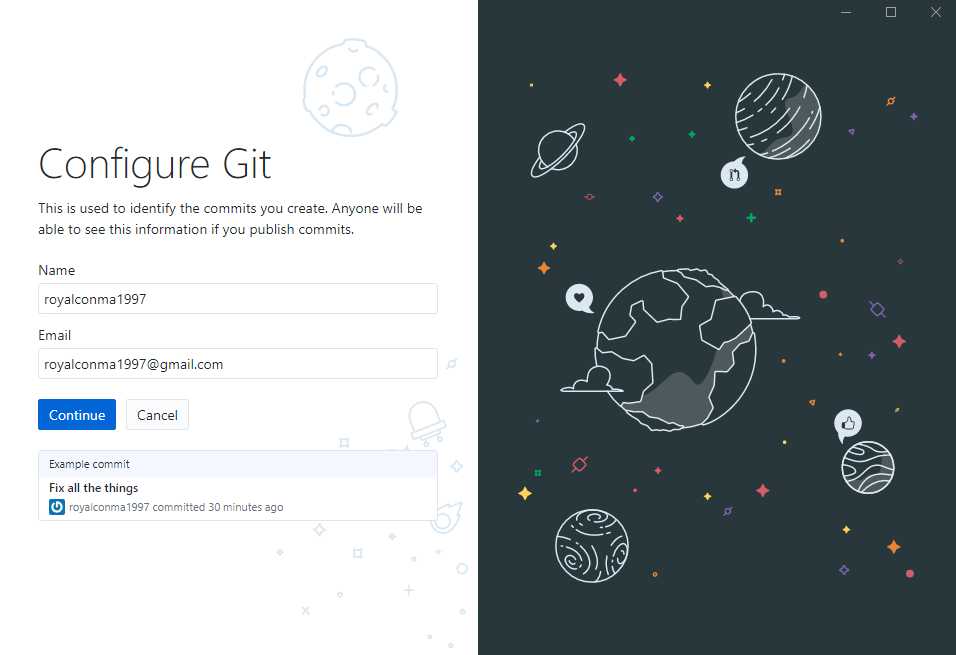 Configure Git
This is used to identify the commits you create. Anyone will be
able to see this information if you publish commits.
Name
royalconma1997
Email
royalconma1997@gmail.com
Continue Cancel
Example commit
Fix all the things
royalconma1997 committed 30 minutes ago